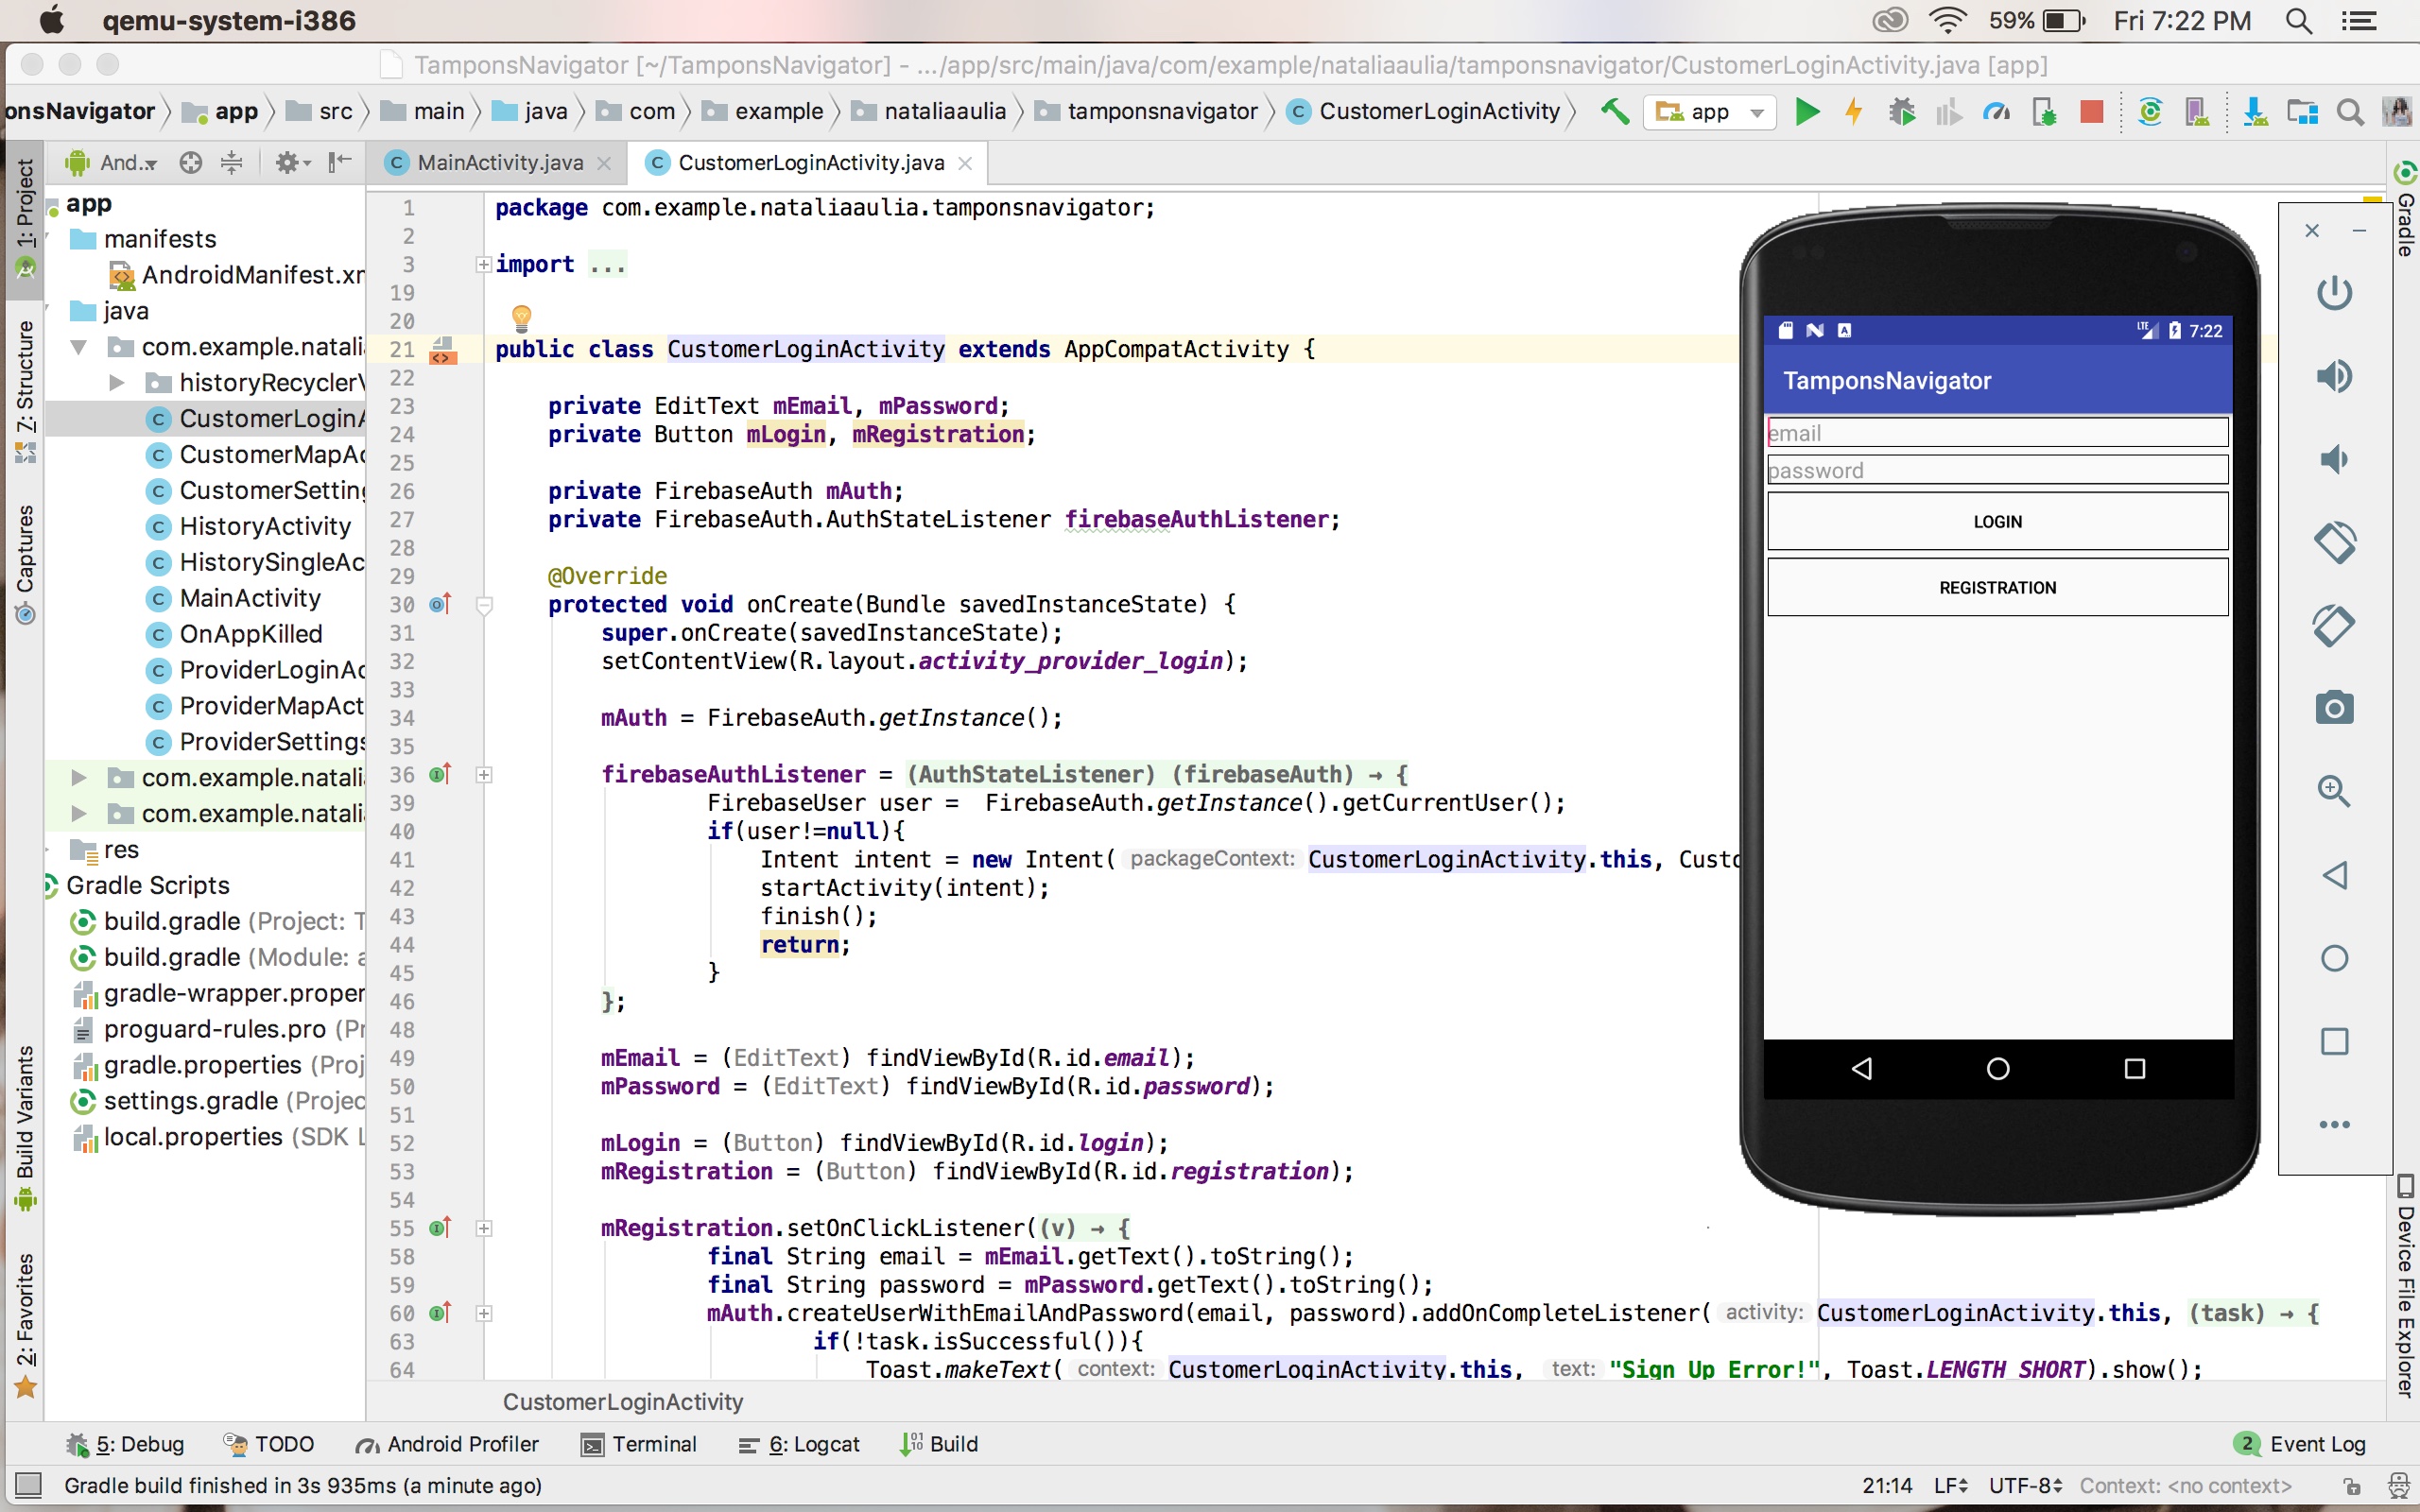 qemu-system-i386
59%
Fri 7:22 PM
TamponsNavigator [~/TamponsNavigator] - .../app/src/main/java/com/example/nataliaaulia/tamponsnavigator/CustomerLoginActivity.java [app]
onsNavigator app src main java com example nataliaaulia tamponsnavigator C CustomerLoginActivity app
And..
C MainActivity.java
C CustomerLoginActivity.java
1: Project
7: Structure
Captures
Build Variants
2: Favorites
app
manifests
AndroidManifest.xm
java
com.example.natali
historyRecyclerV
C CustomerLoginA
C CustomerMapAc
C CustomerSetting
C HistoryActivity
C HistorySingleAc
C MainActivity
C OnAppKilled
C ProviderLoginAc
C ProviderMapAct
C ProviderSettings
com.example.natali
com.example.natali
res
Gradle Scripts
build.gradle (Project: T
build.gradle (Module: a
gradle-wrapper.proper
proguard-rules.pro (Pr
gradle.properties (Proj
settings.gradle (Projec
local.properties (SDK L
1 package com.example.nataliaaulia.tamponsnavigator;
2
3 import ...
19
20
21 public class CustomerLoginActivity extends AppCompatActivity {
22
23 private EditText mEmail, mPassword;
24 private Button mLogin, mRegistration;
25
26 private FirebaseAuth mAuth;
27 private FirebaseAuth.AuthStateListener firebaseAuthListener;
28
29 @Override
30 protected void onCreate(Bundle savedInstanceState) {
31 super.onCreate(savedInstanceState);
32 setContentView(R.layout.activity_provider_login);
33
34 mAuth = FirebaseAuth.getInstance();
35
36 firebaseAuthListener = (AuthStateListener) (firebaseAuth) → {
39 FirebaseUser user = FirebaseAuth.getInstance().getCurrentUser();
40 if(user!=null){
41 Intent intent = new Intent( packageContext: CustomerLoginActivity.this, Custo
42 startActivity(intent);
43 finish();
44 return;
45 }
46 };
48
49 mEmail = (EditText) findViewById(R.id.email);
50 mPassword = (EditText) findViewById(R.id.password);
51
52 mLogin = (Button) findViewById(R.id.login);
53 mRegistration = (Button) findViewById(R.id.registration);
54
55 mRegistration.setOnClickListener((v) → {
58 final String email = mEmail.getText().toString();
59 final String password = mPassword.getText().toString();
60 mAuth.createUserWithEmailAndPassword(email, password).addOnCompleteListener( activity: CustomerLoginActivity.this, (task) → {
63 if(!task.isSuccessful()){
64 Toast.makeText( context: CustomerLoginActivity.this, text: "Sign Up Error!", Toast.LENGTH_SHORT).show();
CustomerLoginActivity
LTE 7:22
TamponsNavigator
email
password
LOGIN
REGISTRATION
Gradle
Device File Explorer
5: Debug TODO Android Profiler Terminal 6: Logcat Build
2 Event Log
Gradle build finished in 3s 935ms (a minute ago)
21:14 LF UTF-8 Context: <no context>